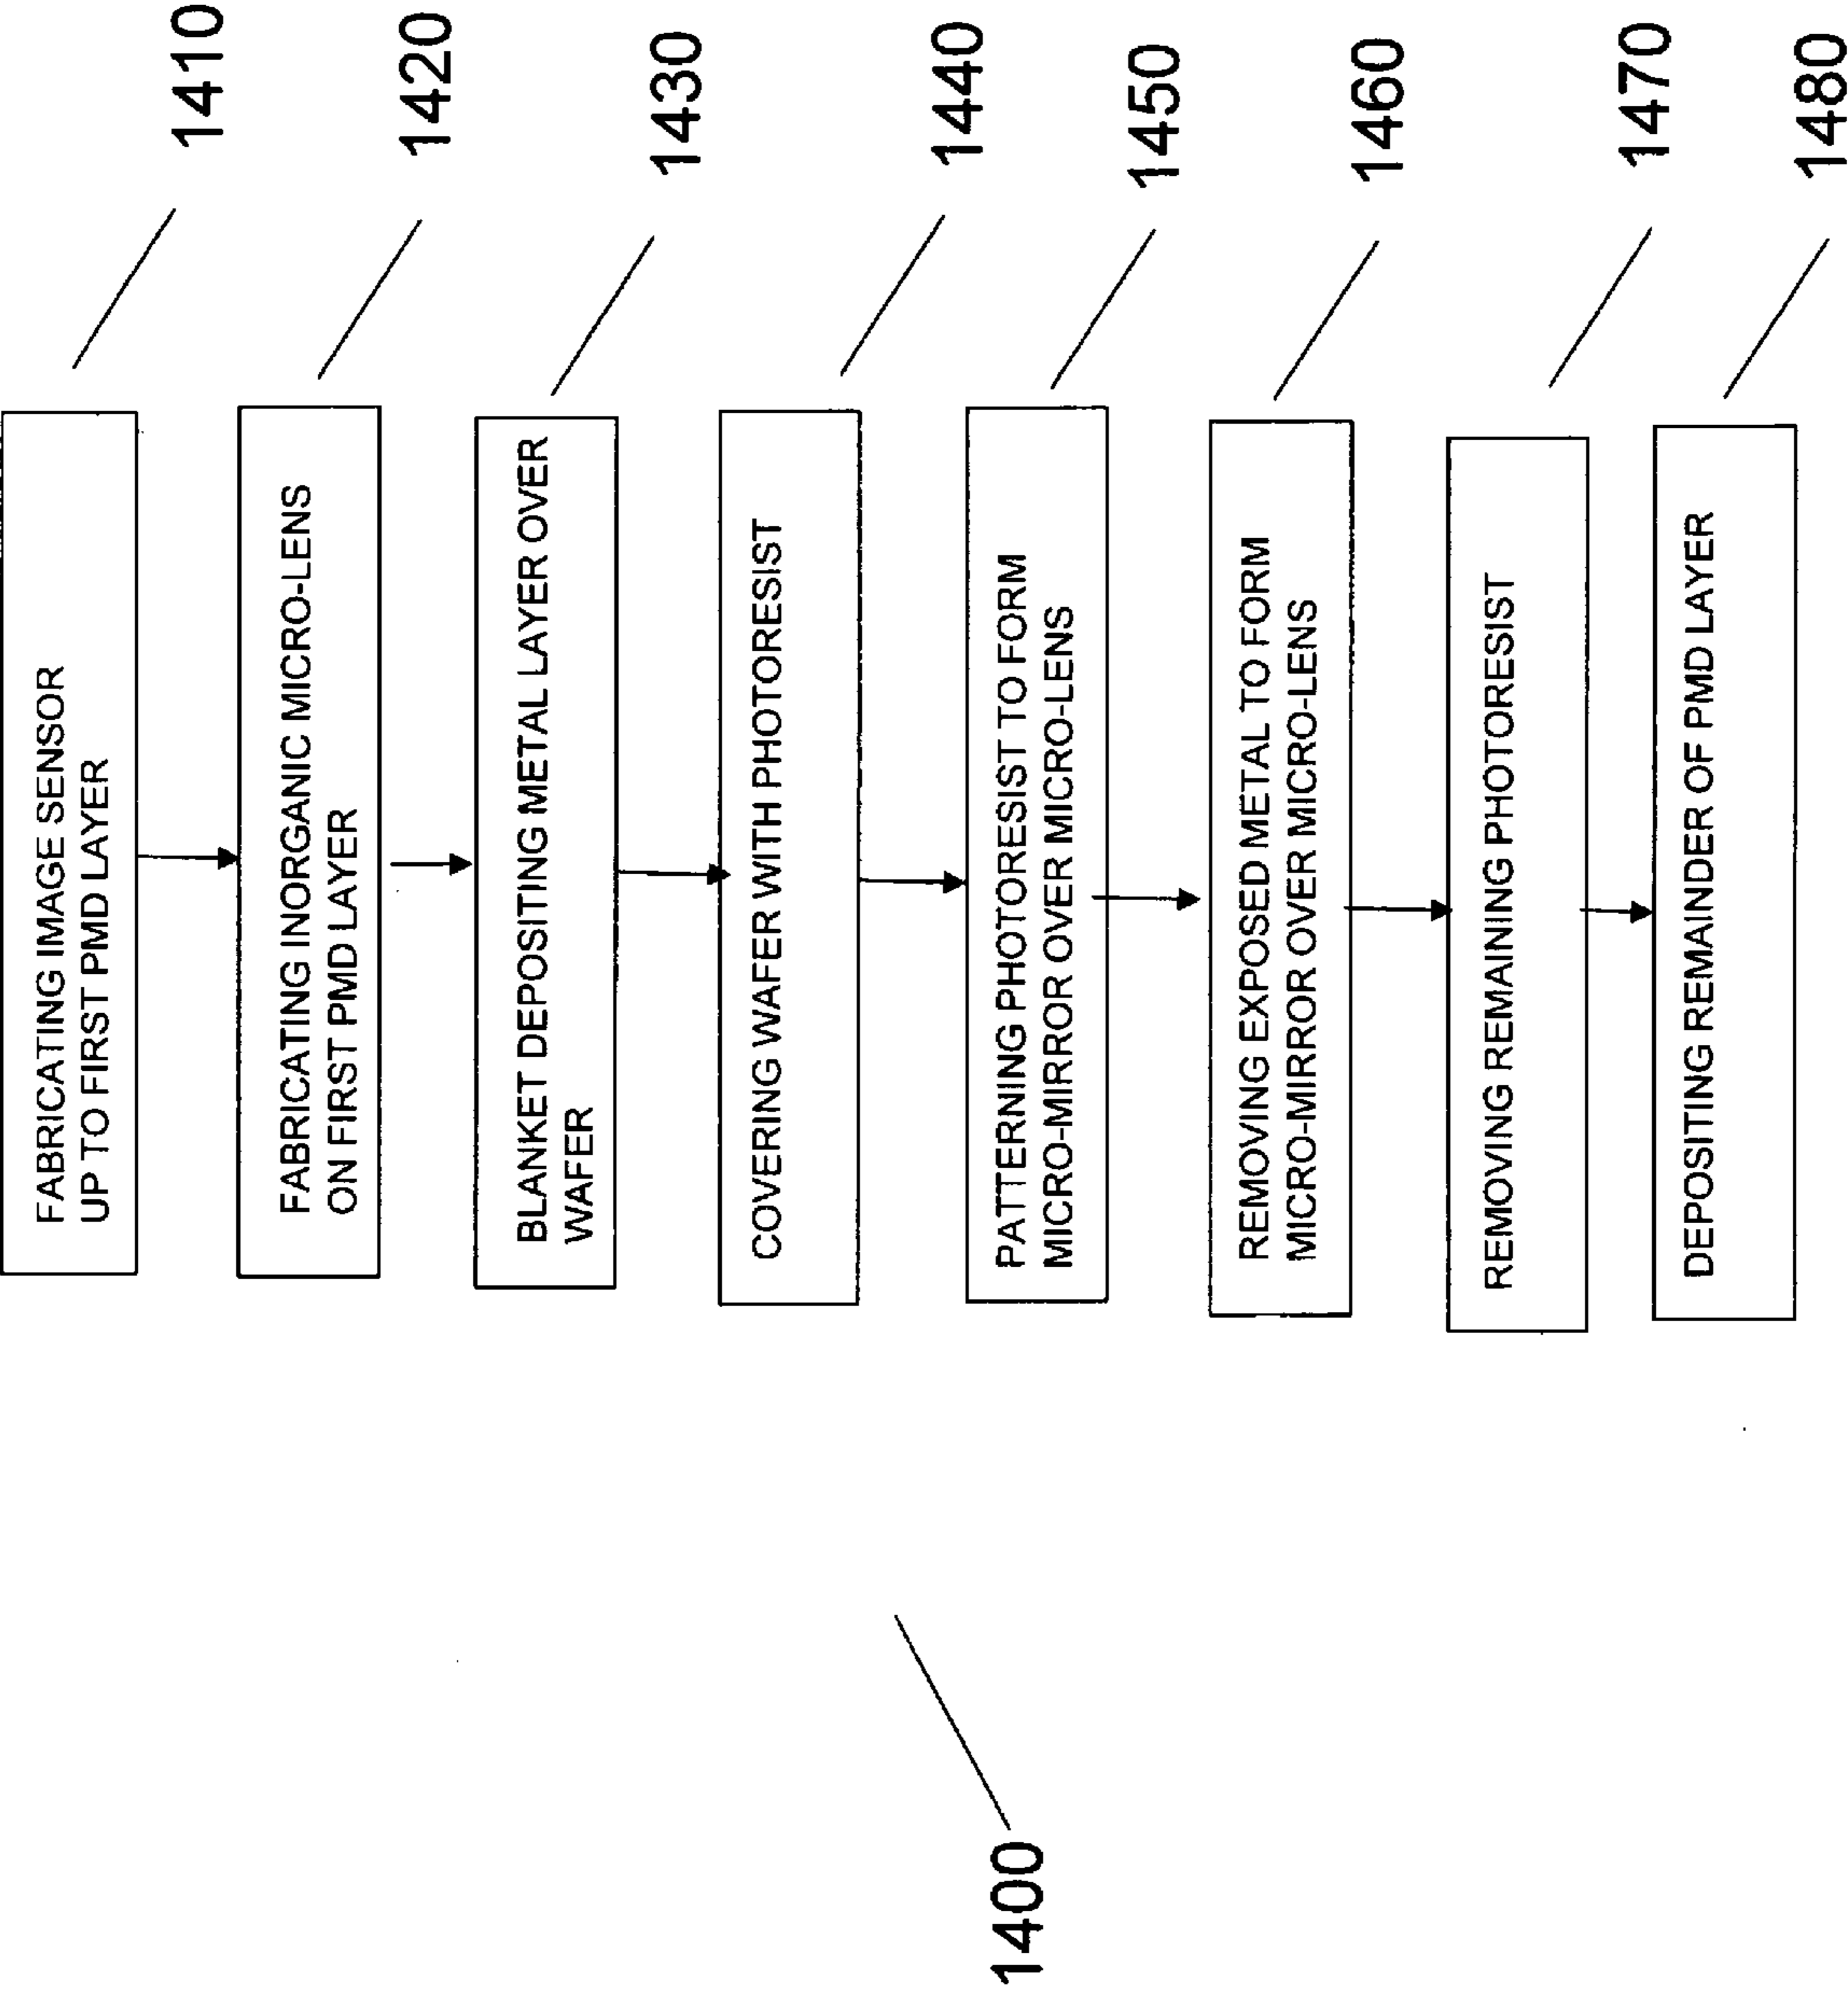 FABRICATING IMAGE SENSOR
UP TO FIRST PMD LAYER
1410
FABRICATING INORGANIC MICRO-LENS
ON FIRST PMD LAYER
1420
BLANKET DEPOSITING METAL LAYER OVER
WAFER
1430
COVERING WAFER WITH PHOTORESIST
1440
PATTERNING PHOTORESIST TO FORM
MICRO-MIRROR OVER MICRO-LENS
1450
REMOVING EXPOSED METAL TO FORM
MICRO-MIRROR OVER MICRO-LENS
1460
REMOVING REMAINING PHOTORESIST
1470
DEPOSITING REMAINDER OF PMD LAYER
1480
1400